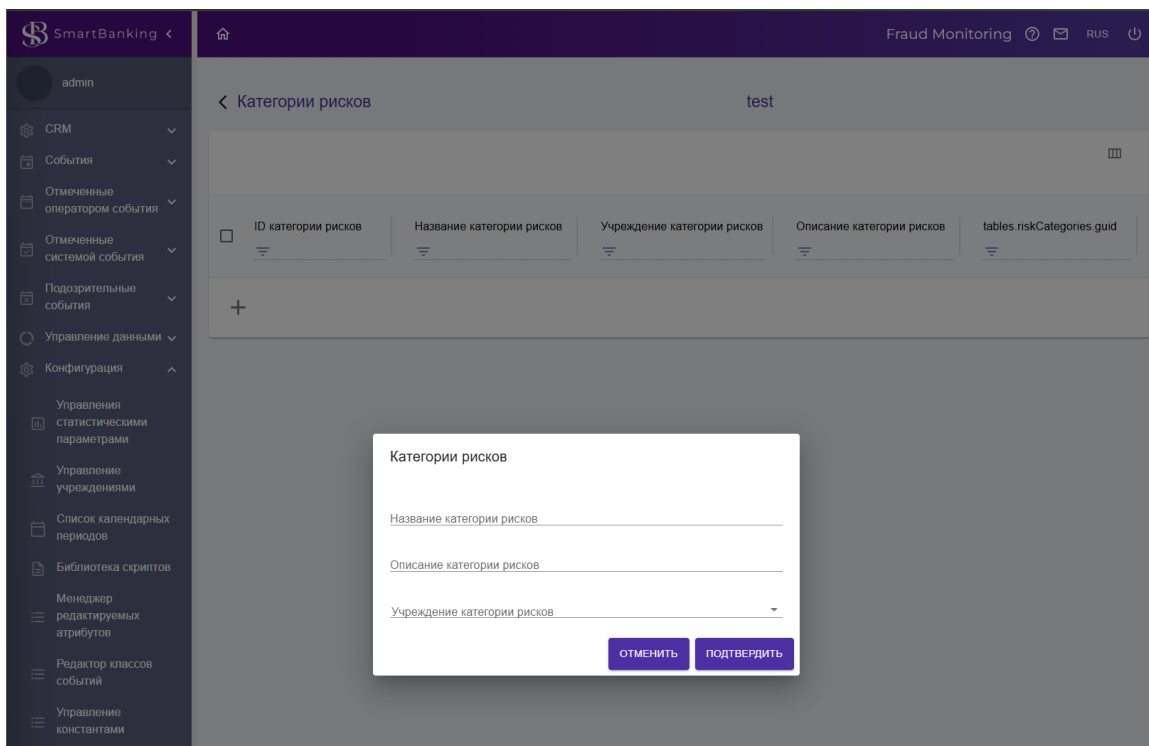 SmartBanking
Fraud Monitoring
RUS
admin
Категории рисков
test
CRM
События
Отмеченные
оператором события
Отмеченные
системой события
Подозрительные
события
Управление данными
Конфигурация
Управления
статистическими
параметрами
Управление
учреждениями
Список календарных
периодов
Библиотека скриптов
Менеджер
редактируемых
атрибутов
Редактор классов
событий
Управление
константами
ID категории рисков
Название категории рисков
Учреждение категории рисков
Описание категории рисков
tables.riskCategories.guid
Категории рисков
Название категории рисков
Описание категории рисков
Учреждение категории рисков
ОТМЕНИТЬ
ПОДТВЕРДИТЬ